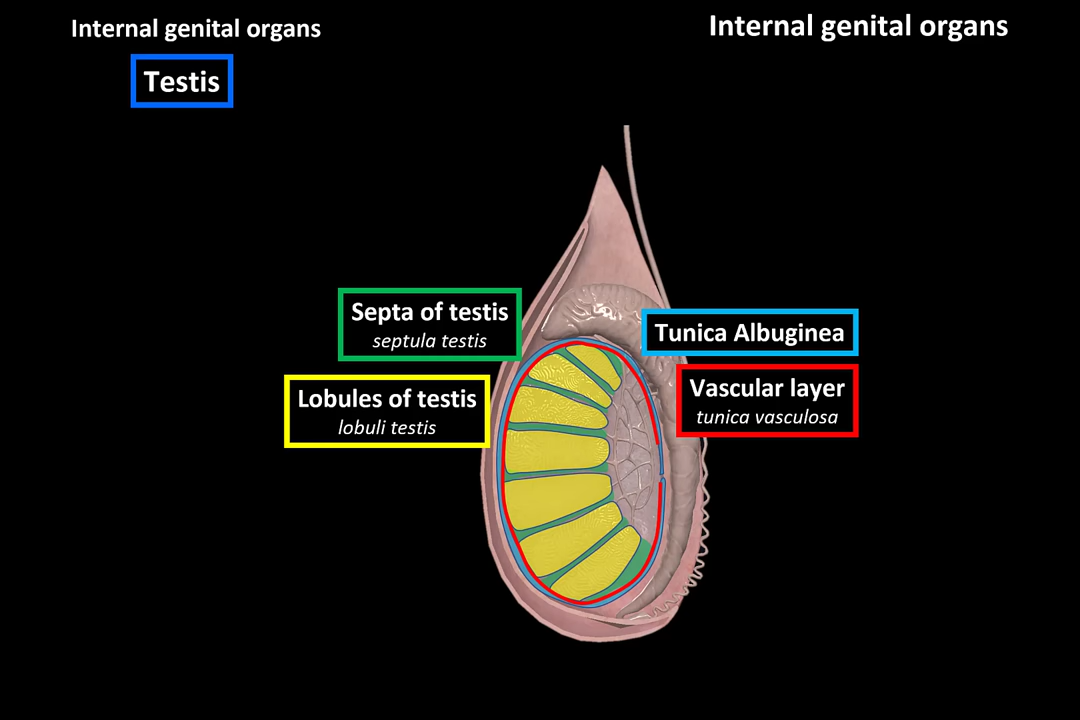 Internal genital organs
Testis
Internal genital organs
Septa of testis
septula testis
Lobules of testis
lobuli testis
Tunica Albuginea
Vascular layer
tunica vasculosa